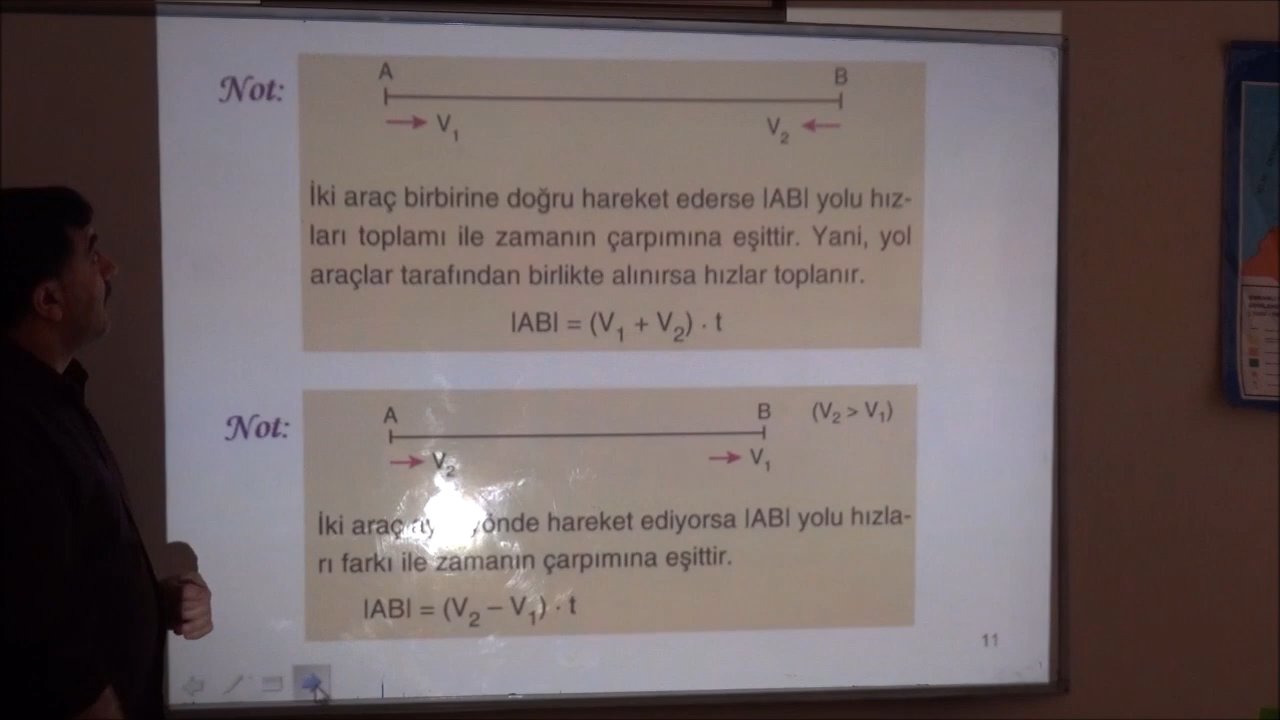 Not:
A B
V1 V2
İki araç birbirine doğru hareket ederse |AB| yolu hız-
ları toplamı ile zamanın çarpımına eşittir. Yani, yol
araçlar tarafından birlikte alınırsa hızlar toplanır.
|AB| = (V1 + V2) . t
Not:
A B (V2 > V1)
V2 V1
İki araç yönde hareket ediyorsa |AB| yolu hızla-
rı farkı ile zamanın çarpımına eşittir.
|AB| = (V2 – V1) . t
11